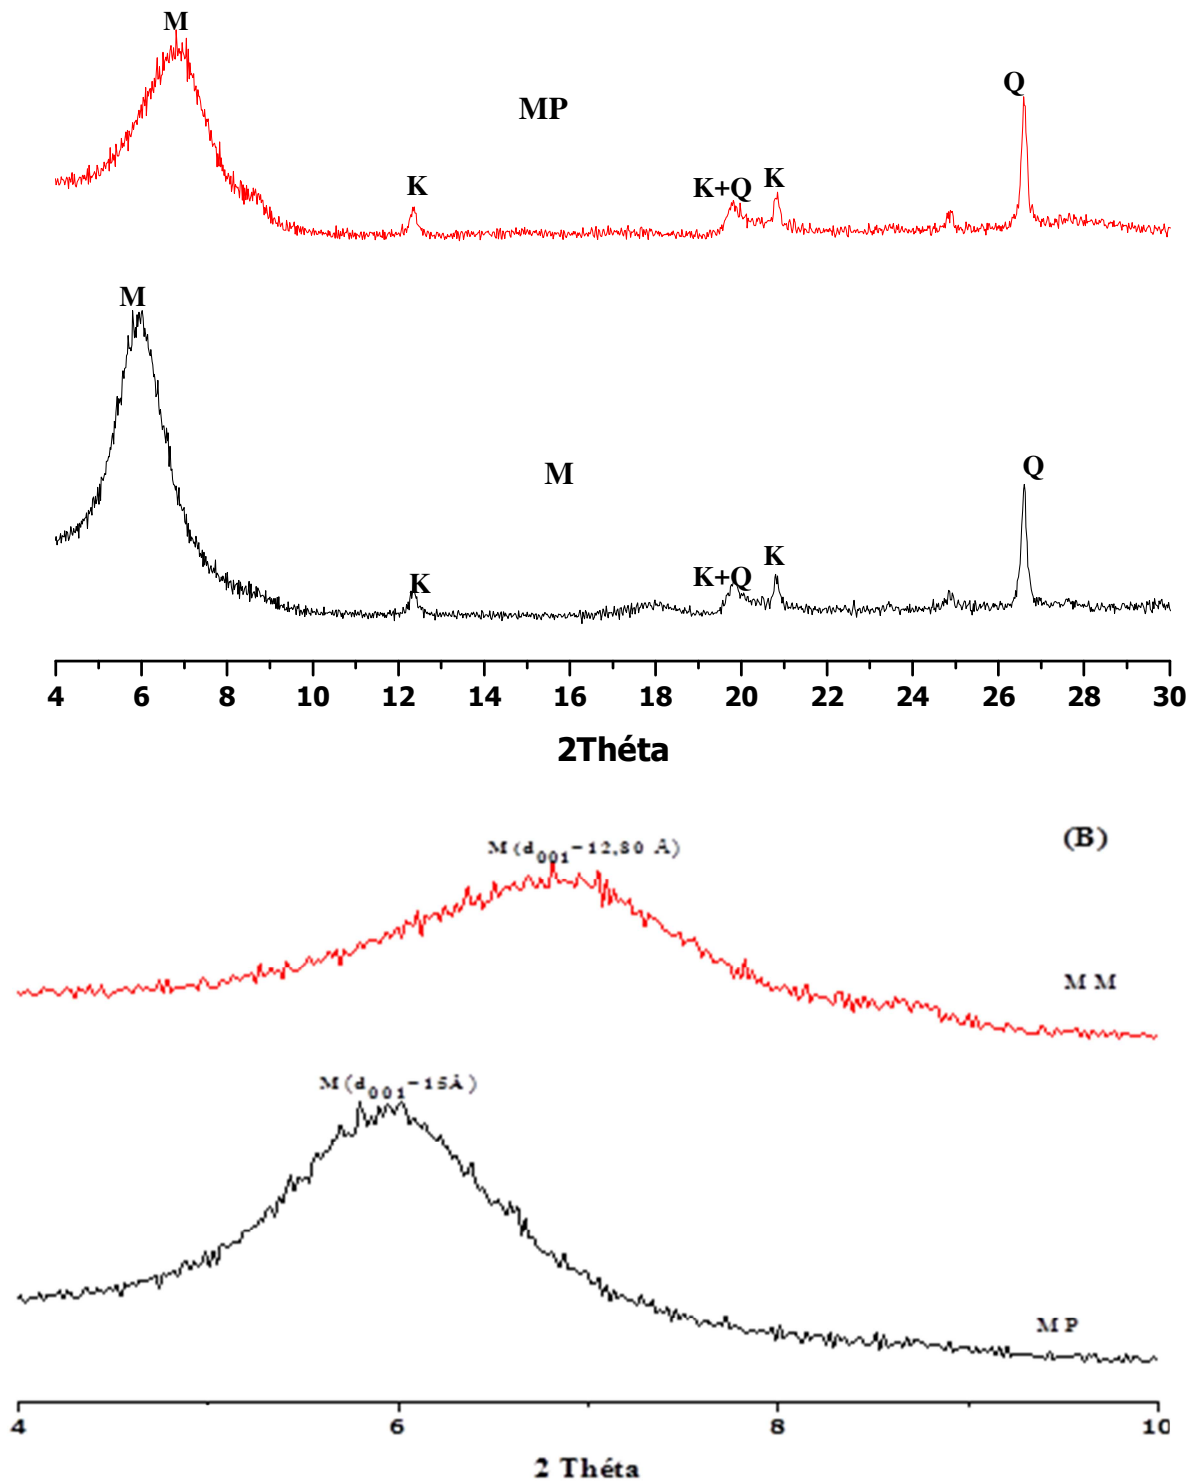 M
MP
Q
K
K+Q
K
M
M
Q
K
K+Q
K
4 6 8 10 12 14 16 18 20 22 24 26 28 30
2Théta
(B)
M (d001-12,80 Å)
M M
M (d001-15Å)
M P
4 6 8 10
2 Théta